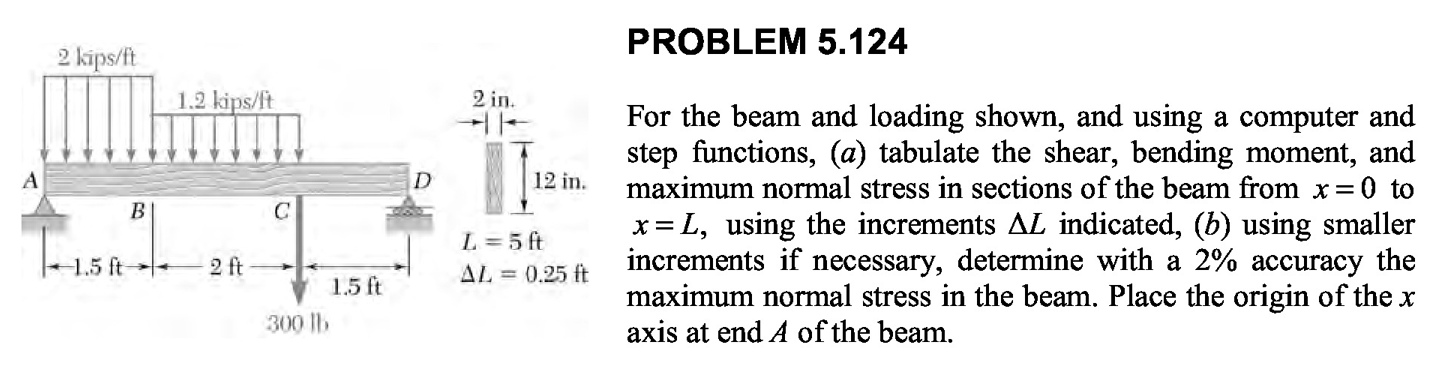 PROBLEM 5.124
2 kips/ft
1.2 kips/ft
2 in.
12 in.
A
B
C
D
L = 5 ft
ΔL = 0.25 ft
1.5 ft
2 ft
1.5 ft
300 lb
For the beam and loading shown, and using a computer and
step functions, (a) tabulate the shear, bending moment, and
maximum normal stress in sections of the beam from x = 0 to
x = L, using the increments ΔL indicated, (b) using smaller
increments if necessary, determine with a 2% accuracy the
maximum normal stress in the beam. Place the origin of the x
axis at end A of the beam.